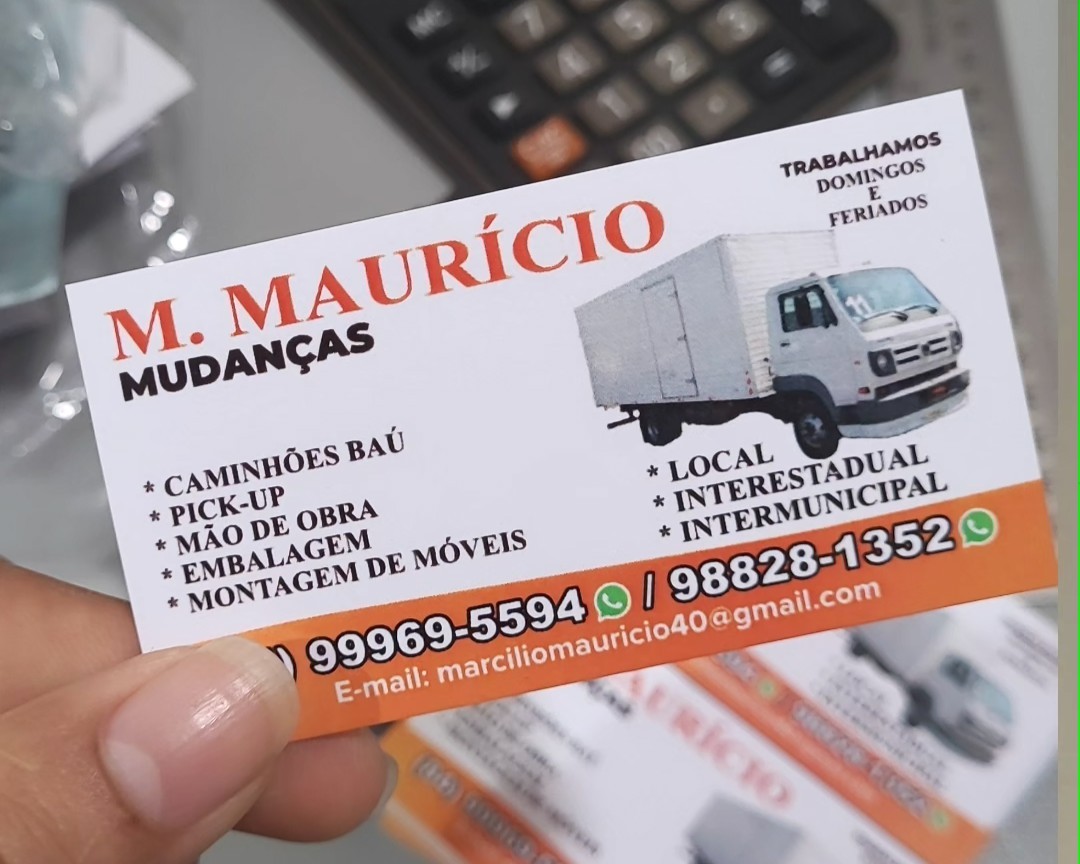 TRABALHAMOS
DOMINGOS
E
FERIADOS
M. MAURÍCIO
MUDANÇAS
* CAMINHÕES BAÚ
* PICK-UP
* MÃO DE OBRA
* EMBALAGEM
* MONTAGEM DE MÓVEIS
11
* LOCAL
* INTERESTADUAL
* INTERMUNICIPAL
) 99969-5594 / 98828-1352
E-mail: marciliomauricio40@gmail.com